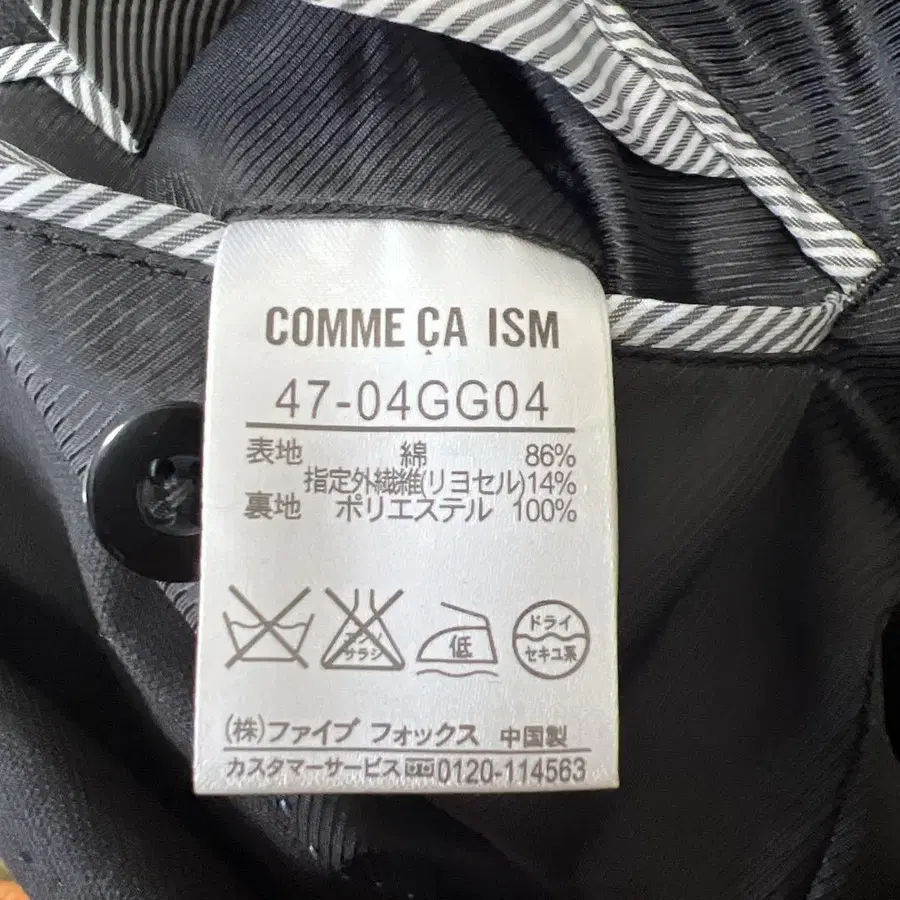 COMME ÇA ISM
47-04GG04
表地 綿 86%
指定外繊維(リヨセル)14%
裏地 ポリエステル 100%
エンソ サラシ
低
ドライ
セキユ系
(株)ファイブ フォックス 中国製
カスタマーサービス 0120-114563